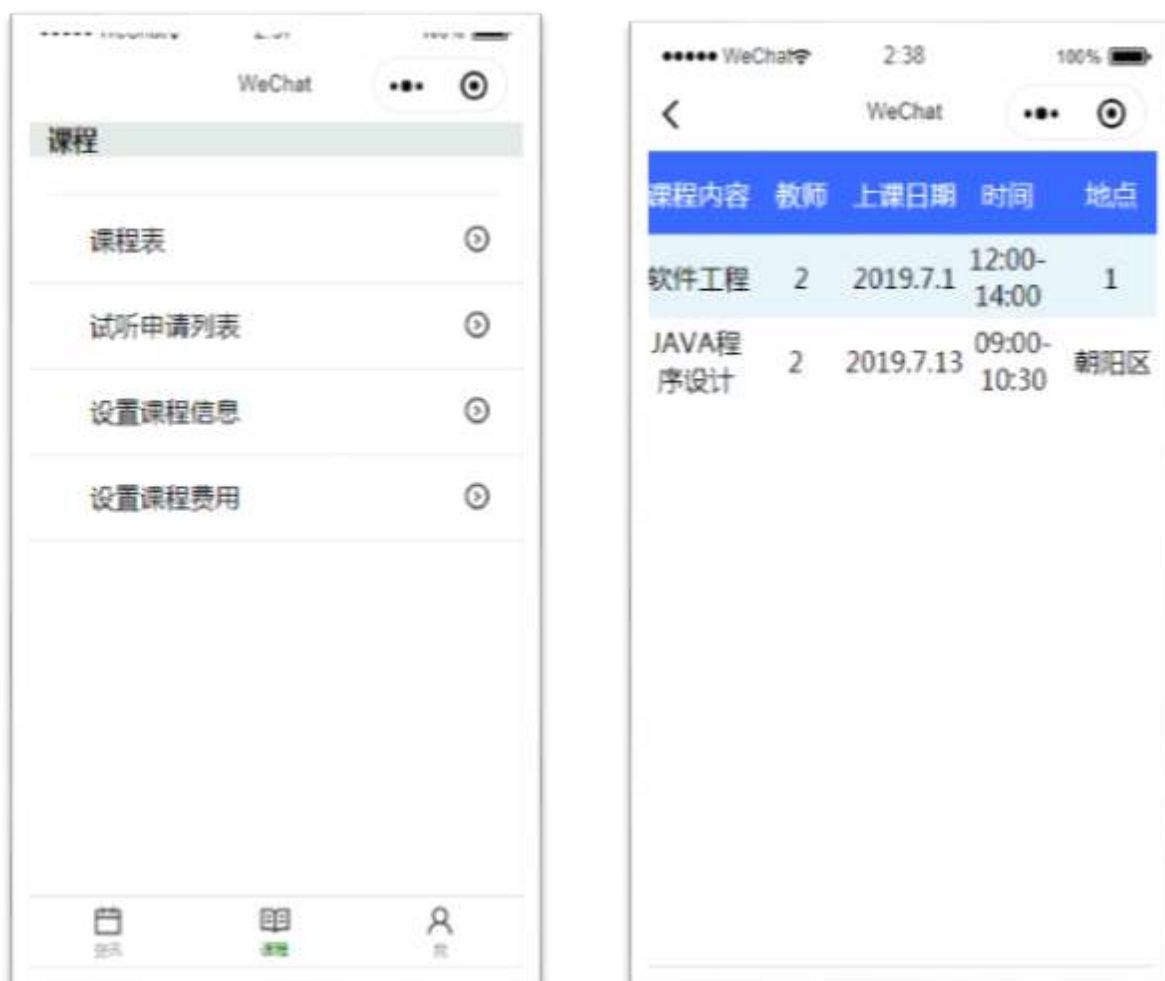 WeChat
课程
课程表
试听申请列表
设置课程信息
设置课程费用
课程
WeChat 2:38 100%
WeChat
课程内容 教师 上课日期 时间 地点
软件工程 2 2019.7.1 12:00-
14:00 1
JAVA程
序设计 2 2019.7.13 09:00-
10:30 朝阳区